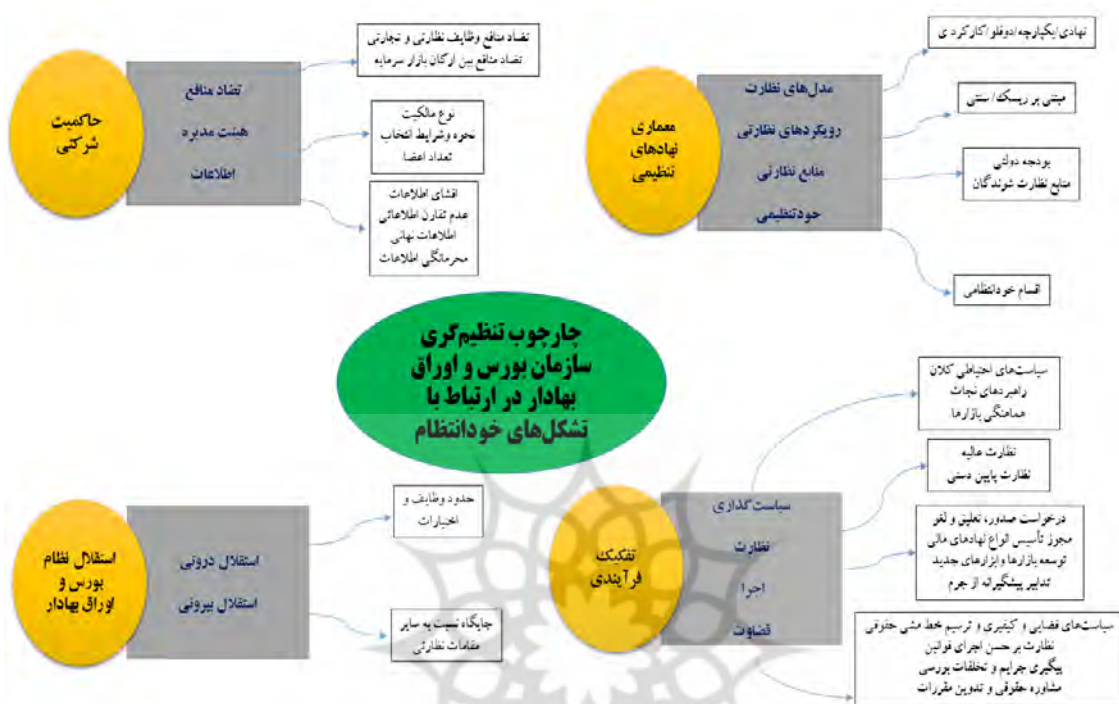 معماری
نهادهای
تنظیمی
مدل‌های نظارت
رویکردهای نظارتی
منابع نظارتی
خودتنظیمی
نهادی/یکپارچه/دوقلو/کارکردی
مبتنی بر ریسک/ سنتی
بودجه دولتی
منابع نظارت شوندگان
اقسام خودانتظامی
حاکمیت
شرکتی
تضاد منافع
هیئت مدیره
اطلاعات
تضاد منافع وظایف نظارتی و تجارتی
تضاد منافع بین ارکان بازار سرمایه
نوع مالکیت
نحوه وشرایط انتخاب
تعداد اعضا
افشای اطلاعات
عدم تقارن اطلاعاتی
اطلاعات نهانی
محرمانگی اطلاعات
چارچوب تنظیم‌گری
سازمان بورس و اوراق
بهادار در ارتباط با
تشکل‌های خودانتظام
تفکیک
فرآیندی
سیاست‌گذاری
نظارت
اجرا
قضاوت
سیاست‌های احتیاطی کلان
راهبردهای نجات
هماهنگی بازارها
نظارت عالیه
نظارت پایین دستی
درخواست صدور، تعلیق و لغو
مجوز تأسیس انواع نهادهای مالی
توسعه بازارها وابزارهای جدید
تدابیر پیشگیرانه از جرم
سیاست‌های قضایی و کیفری و ترسیم خط مشی حقوقی
نظارت بر حسن اجرای قوانین
پیگیری جرایم و تخلفات بورسی
مشاوره حقوقی و تدوین مقررات
استقلال نظام
بورس و
اوراق بهادار
استقلال درونی
استقلال بیرونی
حدود وظایف و
اختیارات
جایگاه نسبت به سایر
مقامات نظارتی